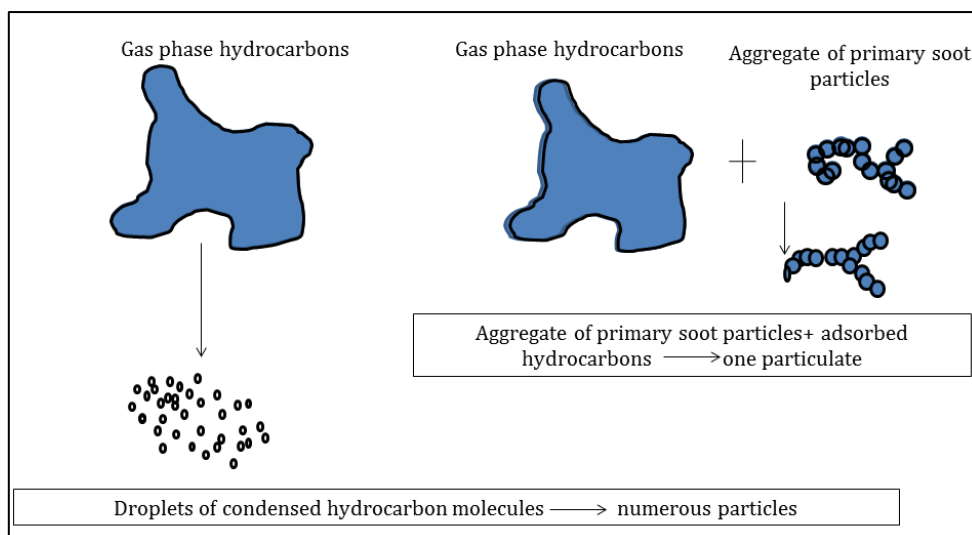 Gas phase hydrocarbons
Gas phase hydrocarbons
Aggregate of primary soot
particles
Aggregate of primary soot particles+ adsorbed
hydrocarbons ⟶ one particulate
Droplets of condensed hydrocarbon molecules ⟶ numerous particles